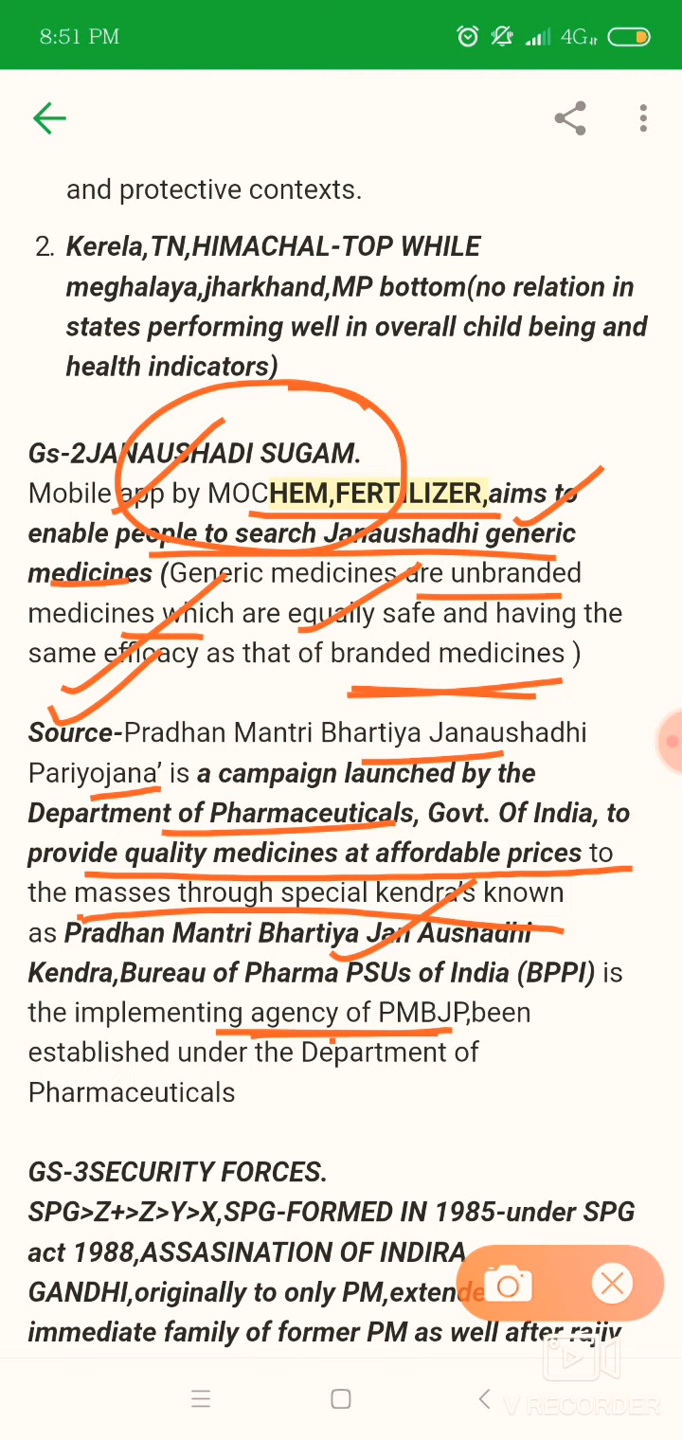 8:51 PM 4G
and protective contexts.
2. Kerela,TN,HIMACHAL-TOP WHILE
meghalaya,jharkhand,MP bottom(no relation in
states performing well in overall child being and
health indicators)
Gs-2JANAUSHADI SUGAM.
Mobile app by MOCHEM,FERTILIZER,aims to
enable people to search Janaushadhi generic
medicines (Generic medicines are unbranded
medicines which are equally safe and having the
same efficacy as that of branded medicines )
Source-Pradhan Mantri Bhartiya Janaushadhi
Pariyojana’ is a campaign launched by the
Department of Pharmaceuticals, Govt. Of India, to
provide quality medicines at affordable prices to
the masses through special kendra’s known
as Pradhan Mantri Bhartiya Jan Aushadhi
Kendra,Bureau of Pharma PSUs of India (BPPI) is
the implementing agency of PMBJP,been
established under the Department of
Pharmaceuticals
GS-3SECURITY FORCES.
SPG>Z+>Z>Y>X,SPG-FORMED IN 1985-under SPG
act 1988,ASSASINATION OF INDIRA
GANDHI,originally to only PM,extende
immediate family of former PM as well after rajiv
V RECORDER